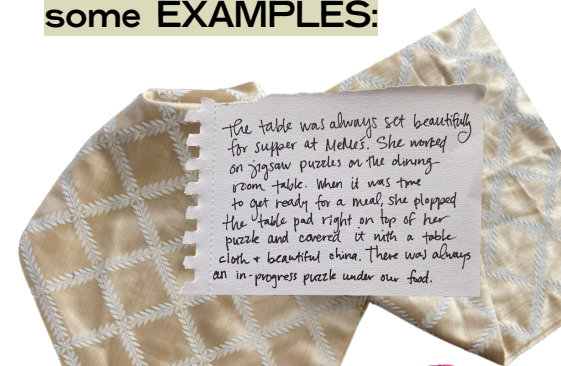 some EXAMPLES:
the table was always set beautifully
for supper at MeMe's. She worked
on jigsaw puzzles on the dining
room table. When it was time
to get ready for a meal, she plopped
the table pad right on top of her
puzzle and covered it with a table
cloth + beautiful china. There was always
an in-progress puzzle under our food.